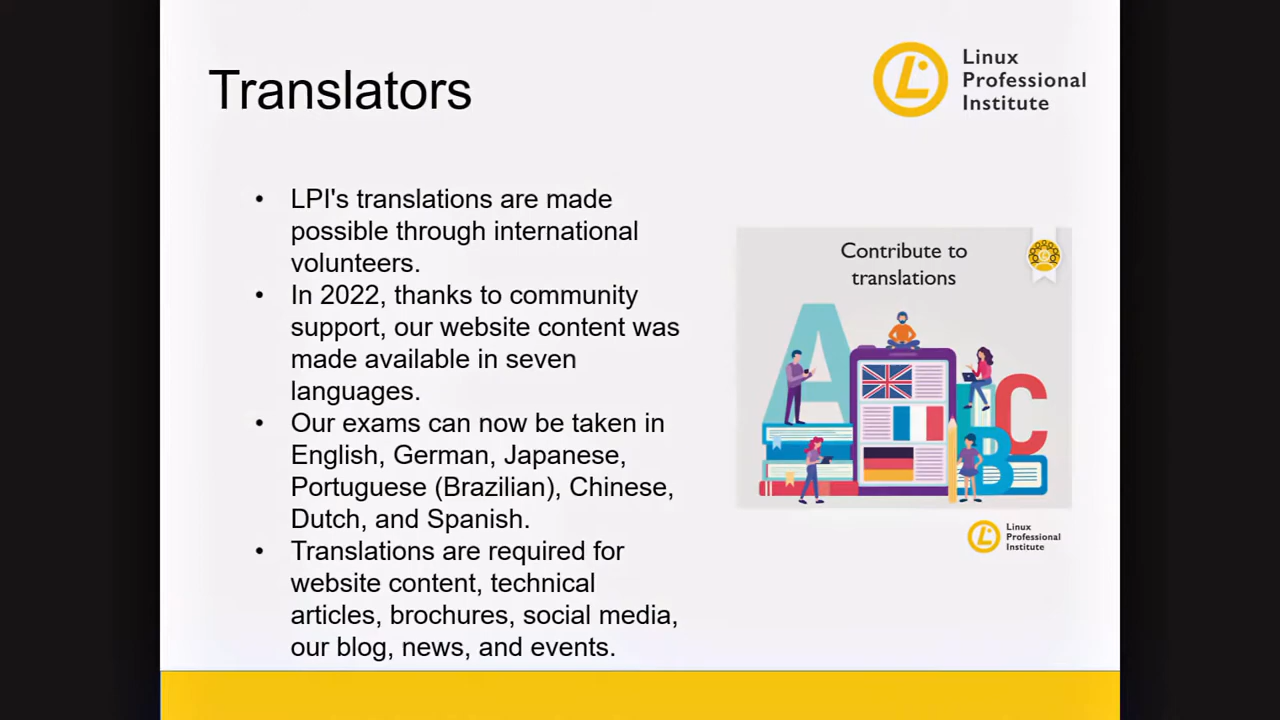 Translators
Linux
Professional
Institute
• LPI's translations are made
possible through international
volunteers.
• In 2022, thanks to community
support, our website content was
made available in seven
languages.
• Our exams can now be taken in
English, German, Japanese,
Portuguese (Brazilian), Chinese,
Dutch, and Spanish.
• Translations are required for
website content, technical
articles, brochures, social media,
our blog, news, and events.
Contribute to
translations
A
B
C
Linux
Professional
Institute